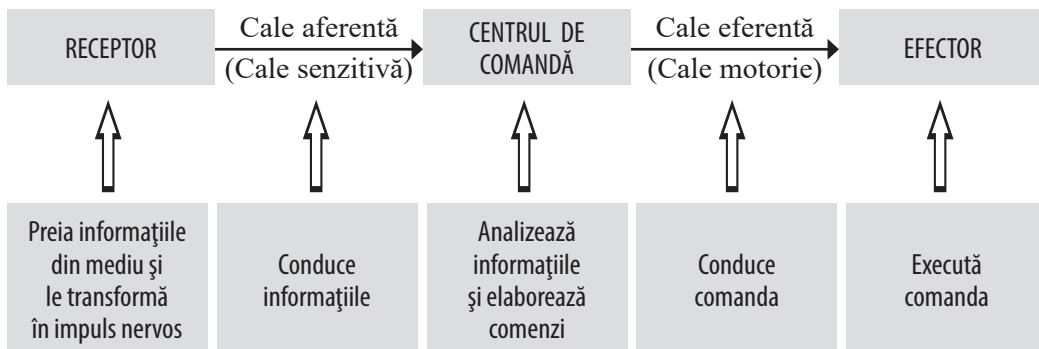 RECEPTOR
Cale aferentă
(Cale senzitivă)
CENTRUL DE
COMANDĂ
Cale eferentă
(Cale motorie)
EFECTOR
Preia informaţiile
din mediu şi
le transformă
în impuls nervos
Conduce
informaţiile
Analizează
informaţiile
şi elaborează
comenzi
Conduce
comanda
Execută
comanda